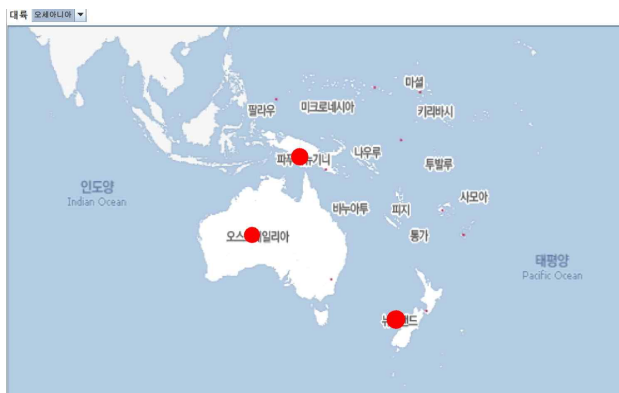 대륙 오세아니아
마셜
팔라우
미크로네시아
키리바시
나우루
투발루
인도양
Indian Ocean
사모아
바누아투
피지
통가
태평양
Pacific Ocean